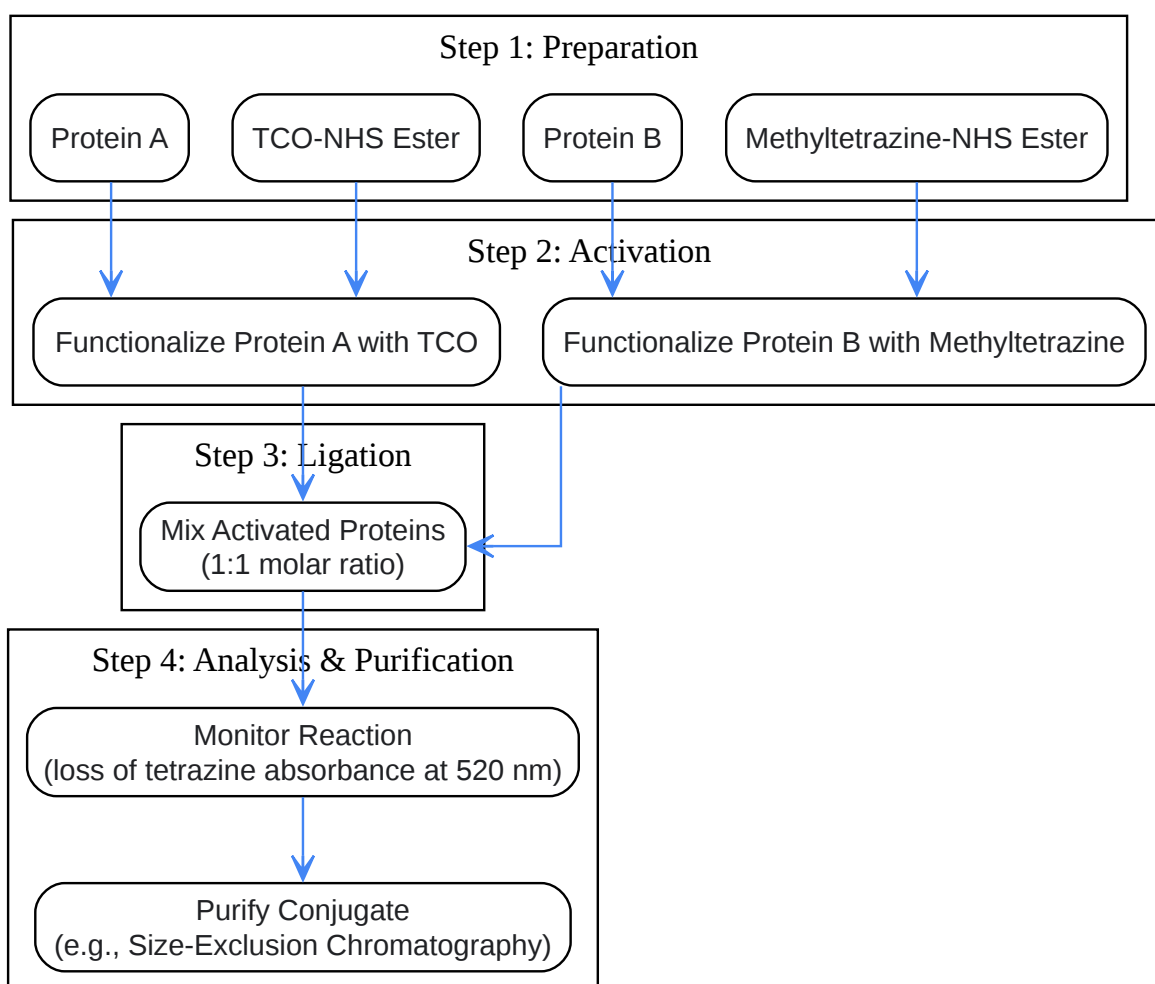 Step 1: Preparation
Protein A
TCO-NHS Ester
Protein B
Methyltetrazine-NHS Ester
Step 2: Activation
Functionalize Protein A with TCO
Functionalize Protein B with Methyltetrazine
Step 3: Ligation
Mix Activated Proteins
(1:1 molar ratio)
Step 4: Analysis & Purification
Monitor Reaction
(loss of tetrazine absorbance at 520 nm)
Purify Conjugate
(e.g., Size-Exclusion Chromatography)